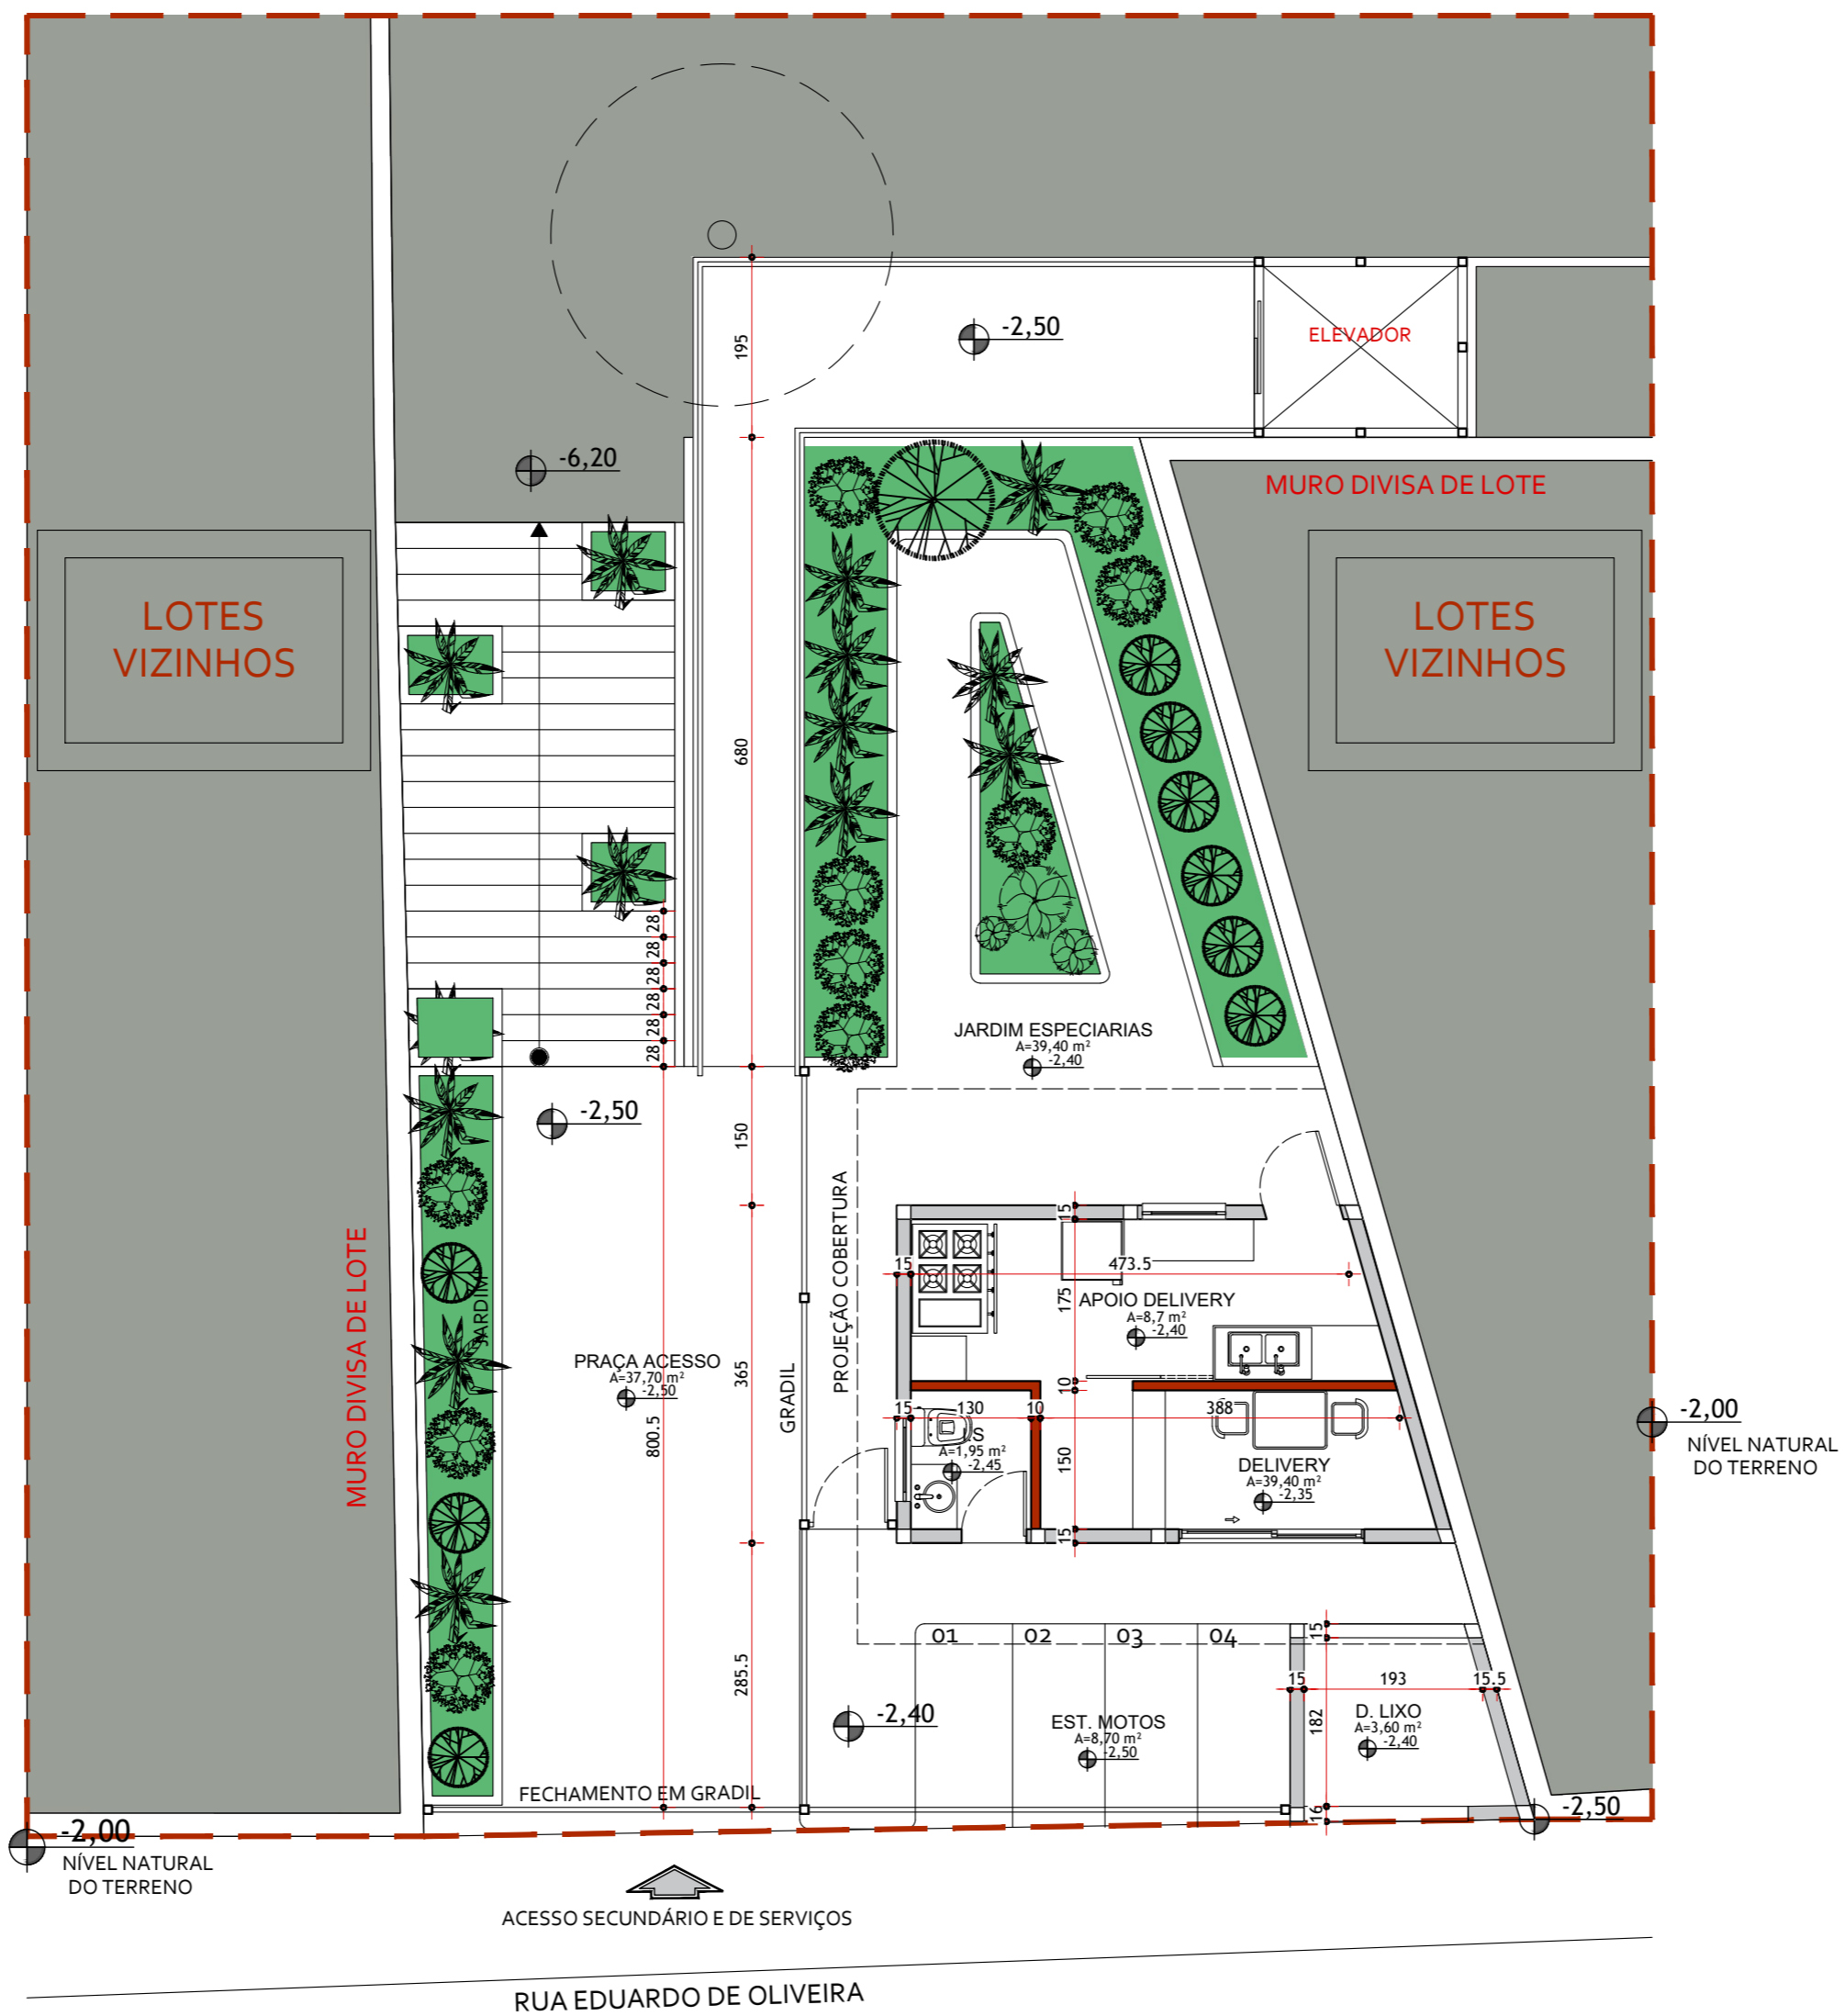 -2,50
195
ELEVADOR
-6,20
MURO DIVISA DE LOTE
LOTES
VIZINHOS
LOTES
VIZINHOS
680
28
28
28
28
28
28
JARDIM ESPECIARIAS
A=39,40 m²
-2,40
-2,50
150
PROJEÇÃO COBERTURA
15
15
473.5
175
APOIO DELIVERY
A=8,7 m²
-2,40
MURO DIVISA DE LOTE
JARDIM
PRAÇA ACESSO
A=37,70 m²
-2,50
800.5
365
GRADIL
10
15
130
10
388
A=1,95 m²
-2,45
150
DELIVERY
A=39,40 m²
-2,35
15
-2,00
NÍVEL NATURAL
DO TERRENO
01
02
03
04
15
285.5
15
193
15.5
-2,40
EST. MOTOS
A=8,70 m²
-2,50
182
D. LIXO
A=3,60 m²
-2,40
FECHAMENTO EM GRADIL
16
-2,50
-2,00
NÍVEL NATURAL
DO TERRENO
ACESSO SECUNDÁRIO E DE SERVIÇOS
RUA EDUARDO DE OLIVEIRA